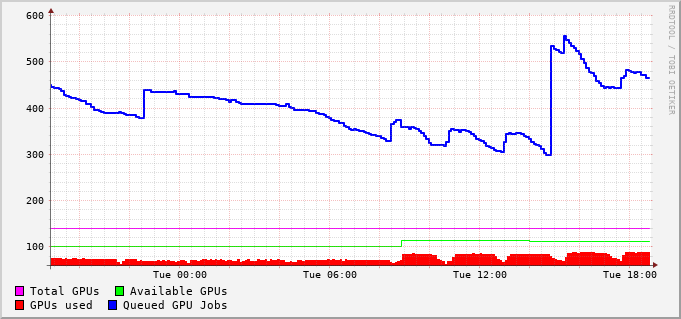 600
500
400
300
200
100
Tue 00:00 Tue 06:00 Tue 12:00 Tue 18:00
Total GPUs Available GPUs
GPUs used Queued GPU Jobs
RRDTOOL / TOBI OETIKER